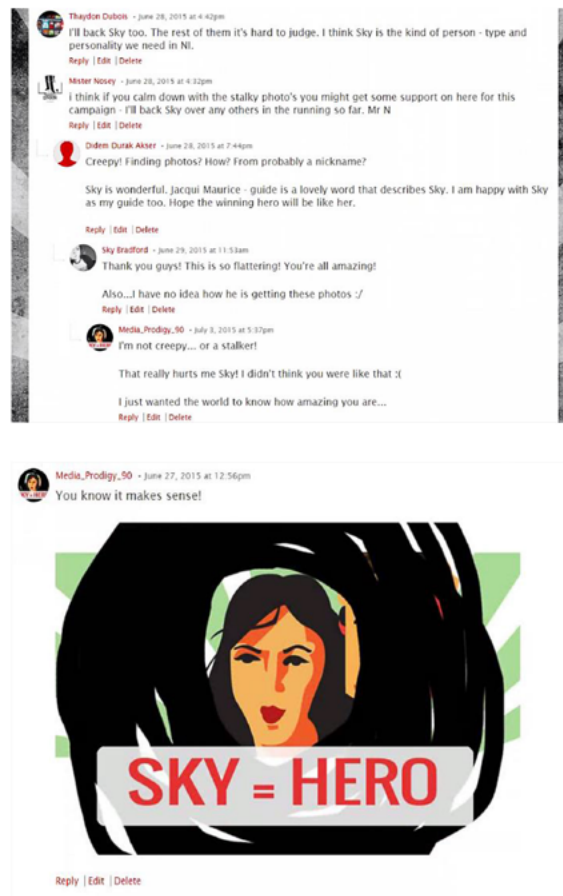 Thaydon Dubois - June 28, 2015 at 4:42pm
I'll back Sky too. The rest of them it's hard to judge. I think Sky is the kind of person - type and
personality we need in NI.
Reply | Edit | Delete
Mister Nosey - June 28, 2015 at 4:32pm
i think if you calm down with the stalky photo's you might get some support on here for this
campaign - I'll back Sky over any others in the running so far. Mr N
Reply | Edit | Delete
Didem Durak Akser - June 28, 2015 at 7:44pm
Creepy! Finding photos? How? From probably a nickname?
Sky is wonderful. Jacqui Maurice - guide is a lovely word that describes Sky. I am happy with Sky
as my guide too. Hope the winning hero will be like her.
Reply | Edit | Delete
Sky Bradford - June 29, 2015 at 11:53am
Thank you guys! This is so flattering! You're all amazing!
Also...I have no idea how he is getting these photos :/
Reply | Edit | Delete
Media_Prodigy_90 - July 3, 2015 at 5:37pm
I'm not creepy... or a stalker!
That really hurts me Sky! I didn't think you were like that :(
I just wanted the world to know how amazing you are...
Reply | Edit | Delete
Media_Prodigy_90 - June 27, 2015 at 12:56pm
You know it makes sense!
SKY = HERO
Reply | Edit | Delete